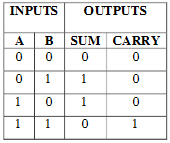 INPUTS OUTPUTS
A B SUM CARRY
0 0 0 0
0 1 1 0
1 0 1 0
1 1 0 1